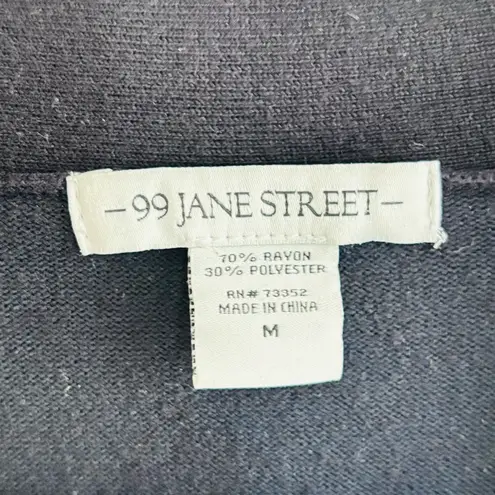 – 99 JANE STREET –
70% RAYON
30% POLYESTER
RN# 73352
MADE IN CHINA
M